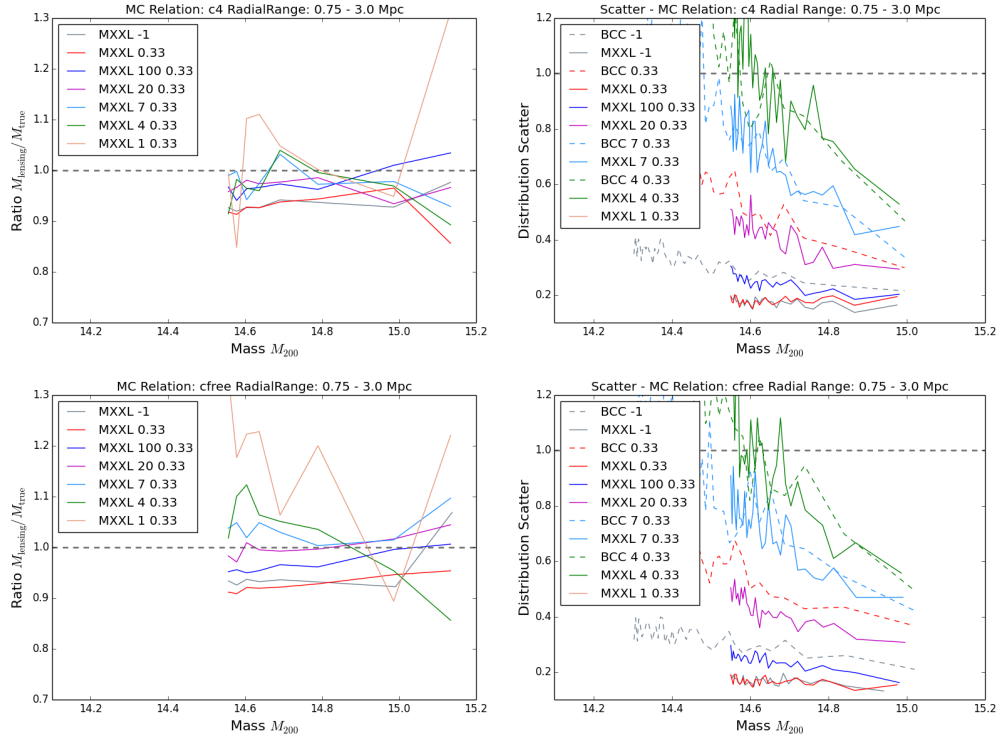 MC Relation: c4 RadialRange: 0.75 - 3.0 Mpc
1.3
1.2
1.1
1.0
0.9
0.8
0.7
Ratio M_lensing/M_true
MXXL -1
MXXL 0.33
MXXL 100 0.33
MXXL 20 0.33
MXXL 7 0.33
MXXL 4 0.33
MXXL 1 0.33
14.2 14.4 14.6 14.8 15.0 15.2
Mass M_200
Scatter - MC Relation: c4 Radial Range: 0.75 - 3.0 Mpc
1.2
1.0
0.8
0.6
0.4
0.2
Distribution Scatter
BCC -1
MXXL -1
BCC 0.33
MXXL 0.33
MXXL 100 0.33
MXXL 20 0.33
BCC 7 0.33
MXXL 7 0.33
BCC 4 0.33
MXXL 4 0.33
MXXL 1 0.33
14.2 14.4 14.6 14.8 15.0 15.2
Mass M_200
MC Relation: cfree RadialRange: 0.75 - 3.0 Mpc
1.3
1.2
1.1
1.0
0.9
0.8
0.7
Ratio M_lensing/M_true
MXXL -1
MXXL 0.33
MXXL 100 0.33
MXXL 20 0.33
MXXL 7 0.33
MXXL 4 0.33
MXXL 1 0.33
14.2 14.4 14.6 14.8 15.0 15.2
Mass M_200
Scatter - MC Relation: cfree Radial Range: 0.75 - 3.0 Mpc
1.2
1.0
0.8
0.6
0.4
0.2
Distribution Scatter
BCC -1
MXXL -1
BCC 0.33
MXXL 0.33
MXXL 100 0.33
MXXL 20 0.33
BCC 7 0.33
MXXL 7 0.33
BCC 4 0.33
MXXL 4 0.33
MXXL 1 0.33
14.2 14.4 14.6 14.8 15.0 15.2
Mass M_200